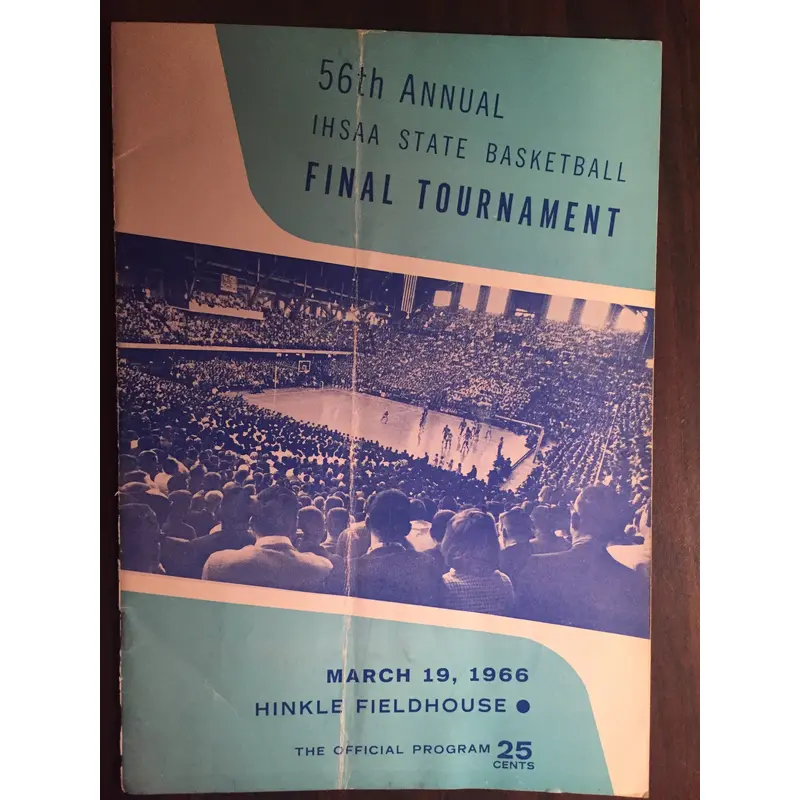 56th ANNUAL
IHSAA STATE BASKETBALL
FINAL TOURNAMENT
MARCH 19, 1966
HINKLE FIELDHOUSE ●
THE OFFICIAL PROGRAM 25 CENTS